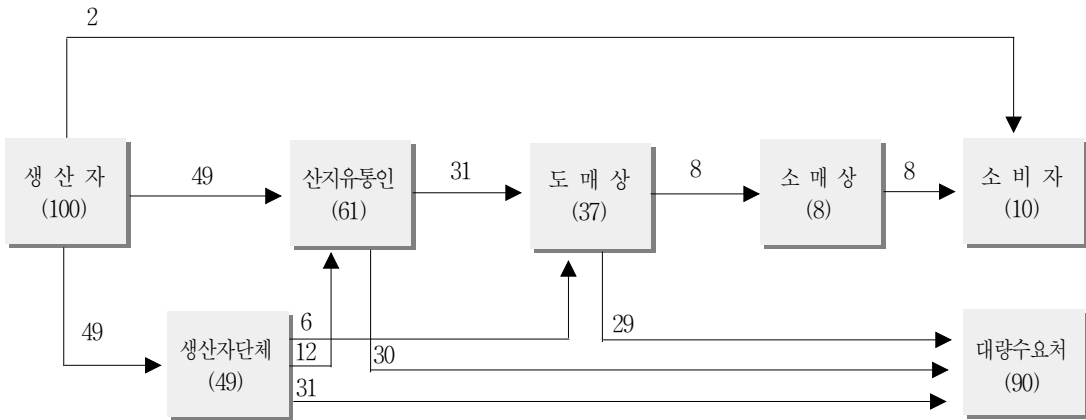 2
생 산 자
(100)
49
산지유통인
(61)
31
도 매 상
(37)
8
소 매 상
(8)
8
소 비 자
(10)
49
생산자단체
(49)
6
12
31
30
29
대량수요처
(90)